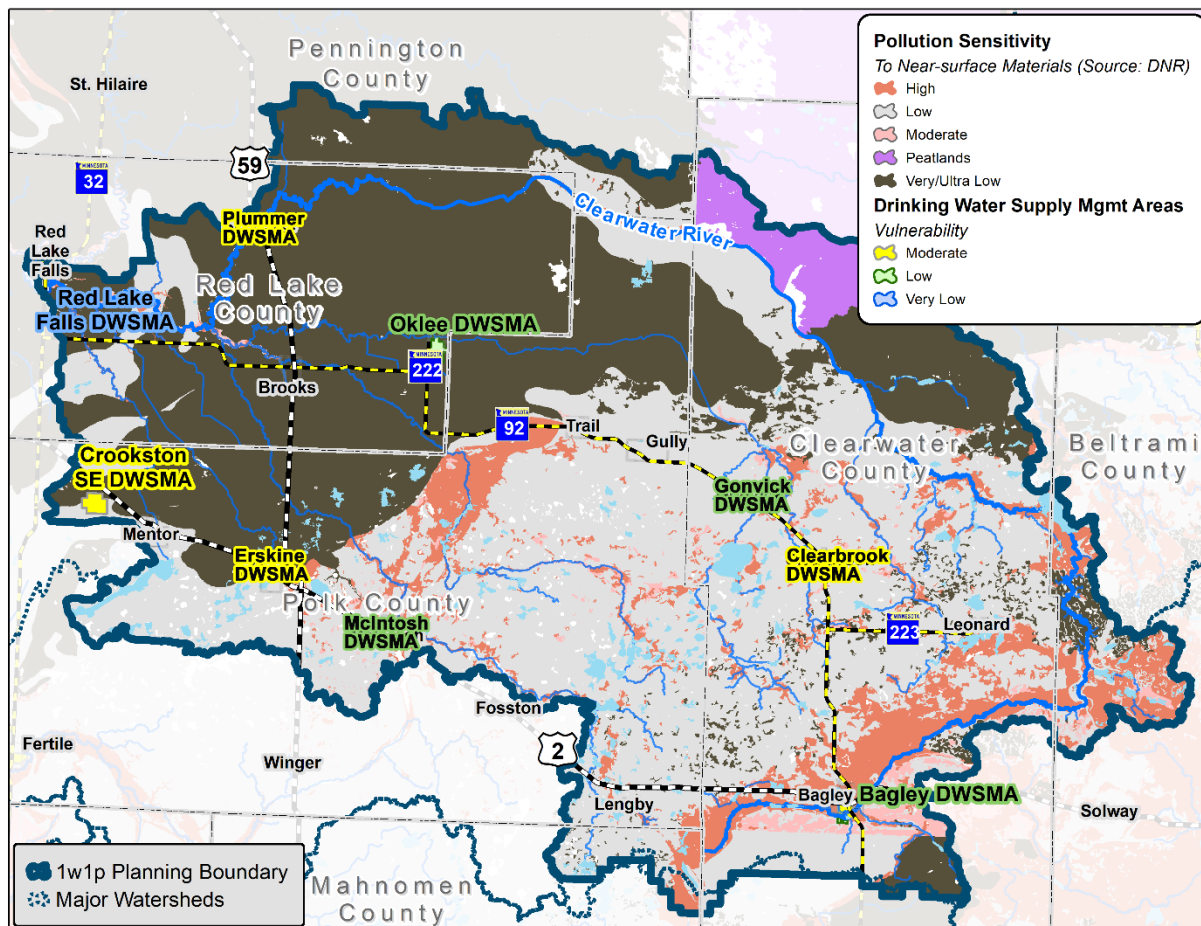 Pennington
County
St. Hilaire
MINNESOTA
32
59
Plummer
DWSMA
Clearwater River
Red
Lake
Falls
Red Lake
County
Red Lake
Falls DWSMA
Oklee DWSMA
MINNESOTA
222
Brooks
MINNESOTA
92
Trail
Gully
Clearwater
County
Beltrami
County
Crookston
SE DWSMA
Gonvick
DWSMA
Mentor
Erskine
DWSMA
Clearbrook
DWSMA
Polk County
McIntosh
DWSMA
MINNESOTA
223
Leonard
Fosston
Fertile
Winger
2
Lengby
Bagley
Bagley DWSMA
Solway
Mahnomen
County
Pollution Sensitivity
To Near-surface Materials (Source: DNR)
High
Low
Moderate
Peatlands
Very/Ultra Low
Drinking Water Supply Mgmt Areas
Vulnerability
Moderate
Low
Very Low
1w1p Planning Boundary
Major Watersheds